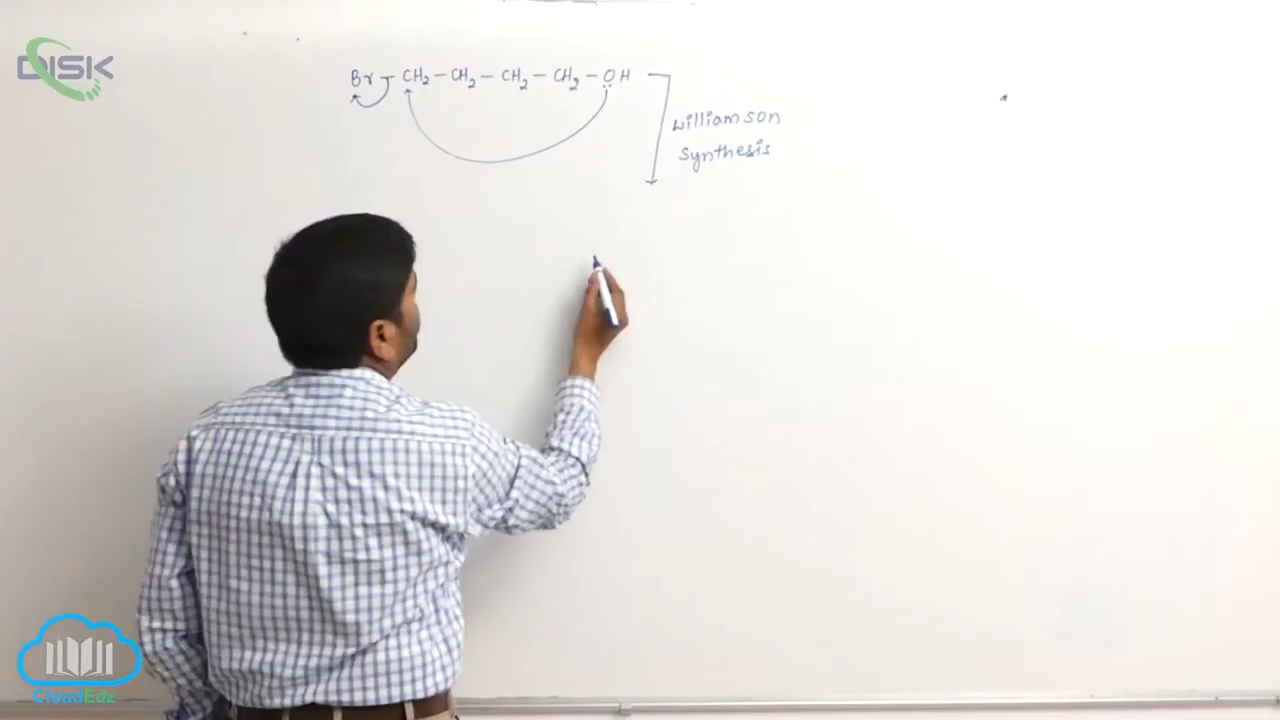 DISK
Br - CH2 - CH2 - CH2 - CH2 - OH
Williamson
Synthesis
CloudEdz